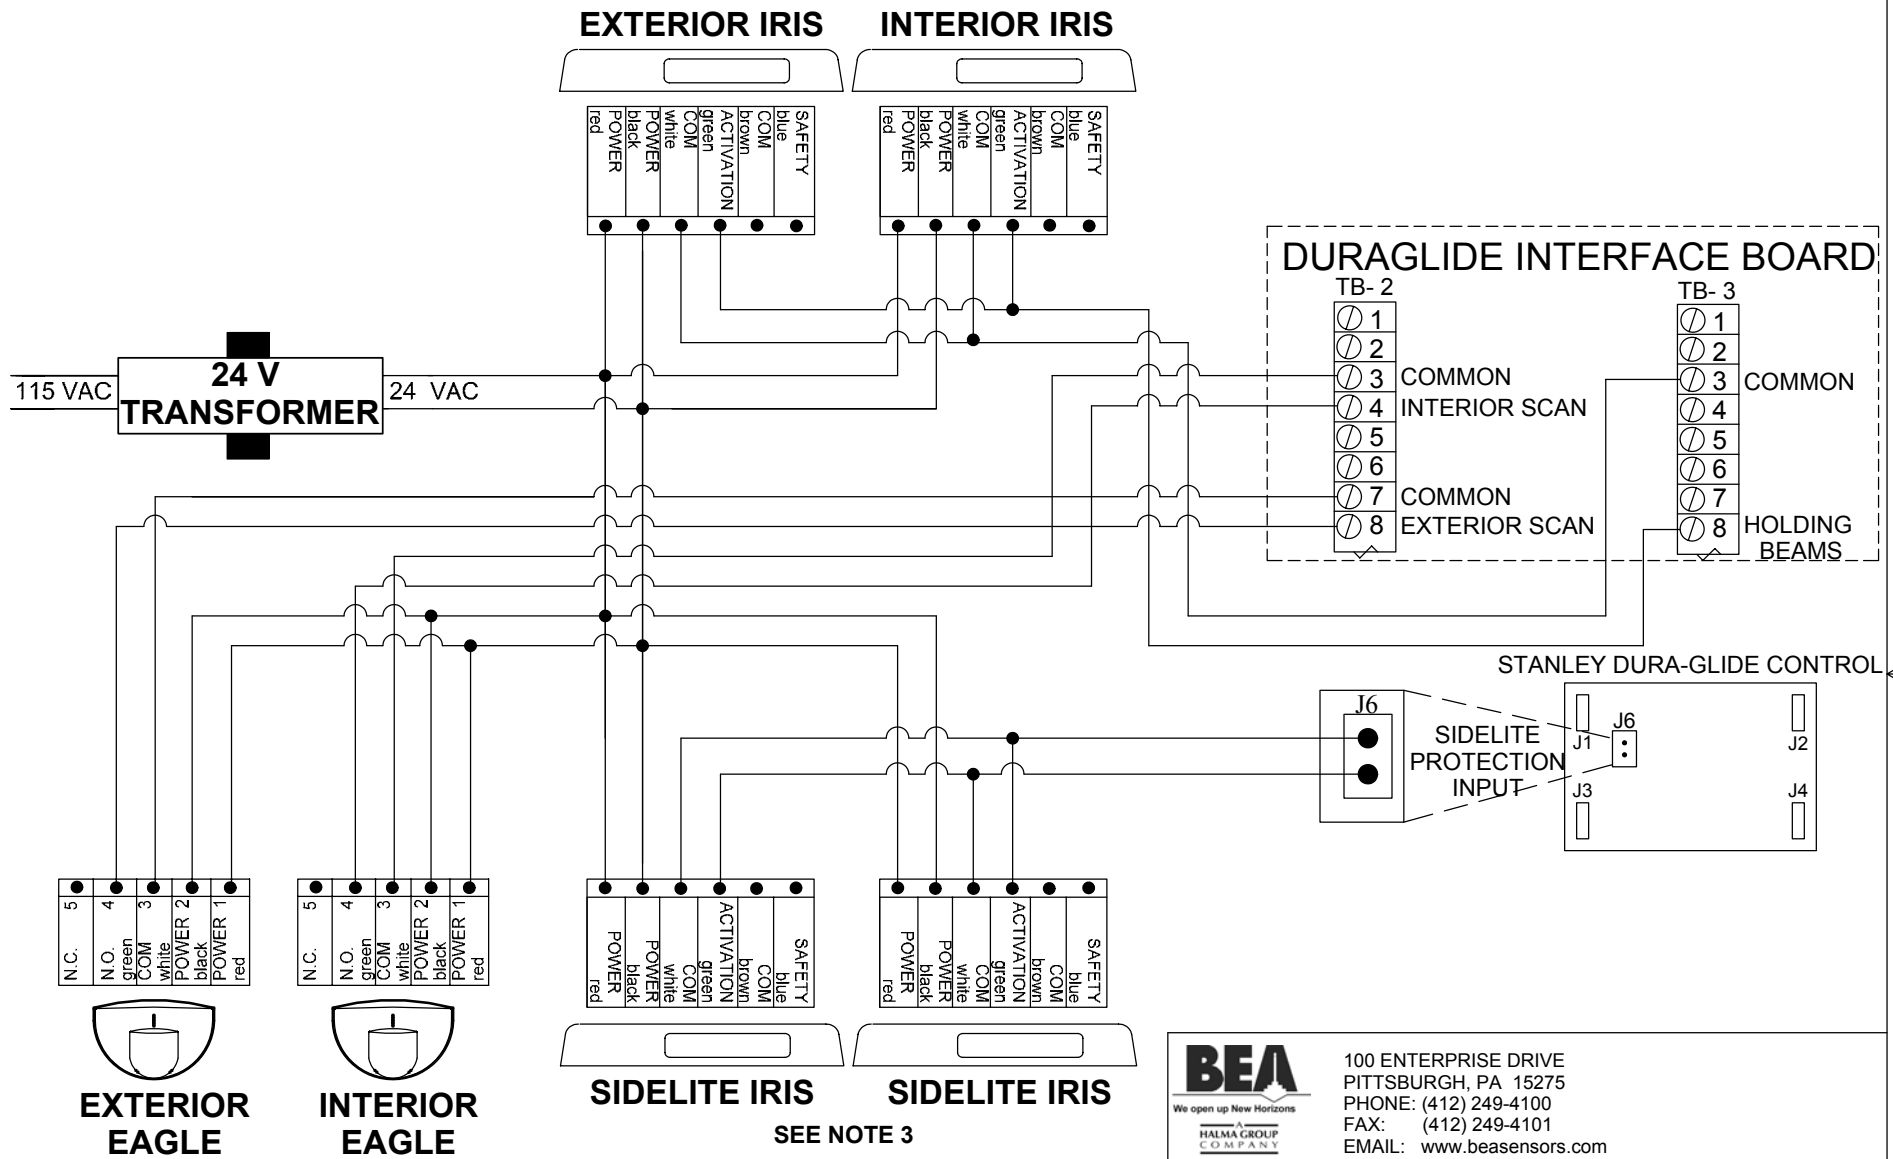 EXTERIOR IRIS
INTERIOR IRIS
red
POWER
black
POWER
white
COM
green
ACTIVATION
brown
COM
blue
SAFETY
red
POWER
black
POWER
white
COM
green
ACTIVATION
brown
COM
blue
SAFETY
DURAGLIDE INTERFACE BOARD
TB- 2
1
2
3 COMMON
4 INTERIOR SCAN
5
6
7 COMMON
8 EXTERIOR SCAN
TB- 3
1
2
3 COMMON
4
5
6
7
8 HOLDING
BEAMS
115 VAC
24 V
TRANSFORMER
24 VAC
STANLEY DURA-GLIDE CONTROL
J6
SIDELITE
PROTECTION
INPUT
J1
J6
J2
J3
J4
5
N.C.
4
N.O.
green
3
COM
white
POWER 2
black
POWER 1
red
EXTERIOR
EAGLE
5
N.C.
4
N.O.
green
3
COM
white
POWER 2
black
POWER 1
red
INTERIOR
EAGLE
red
POWER
black
POWER
white
COM
green
ACTIVATION
brown
COM
blue
SAFETY
SIDELITE IRIS
red
POWER
black
POWER
white
COM
green
ACTIVATION
brown
COM
blue
SAFETY
SIDELITE IRIS
SEE NOTE 3
BEA
We open up New Horizons
A
HALMA GROUP
COMPANY
100 ENTERPRISE DRIVE
PITTSBURGH, PA 15275
PHONE: (412) 249-4100
FAX: (412) 249-4101
EMAIL: www.beasensors.com